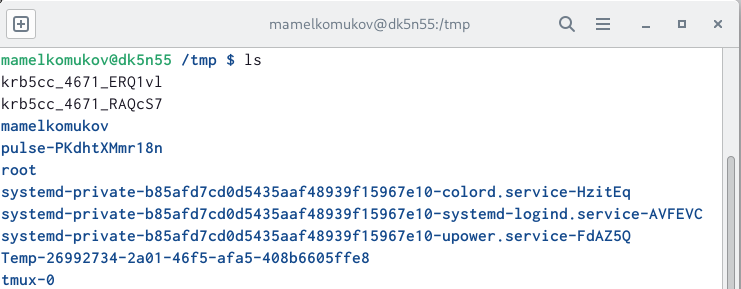 mamelkomukov@dk5n55:/tmp
mamelkomukov@dk5n55 /tmp $ ls
krb5cc_4671_ERQ1vl
krb5cc_4671_RAQcS7
mamelkomukov
pulse-PKdhtXMmr18n
root
systemd-private-b85afd7cd0d5435aaf48939f15967e10-colord.service-HzitEq
systemd-private-b85afd7cd0d5435aaf48939f15967e10-systemd-logind.service-AVFEVC
systemd-private-b85afd7cd0d5435aaf48939f15967e10-upower.service-FdAZ5Q
Temp-26992734-2a01-46f5-afa5-408b6605ffe8
tmux-0